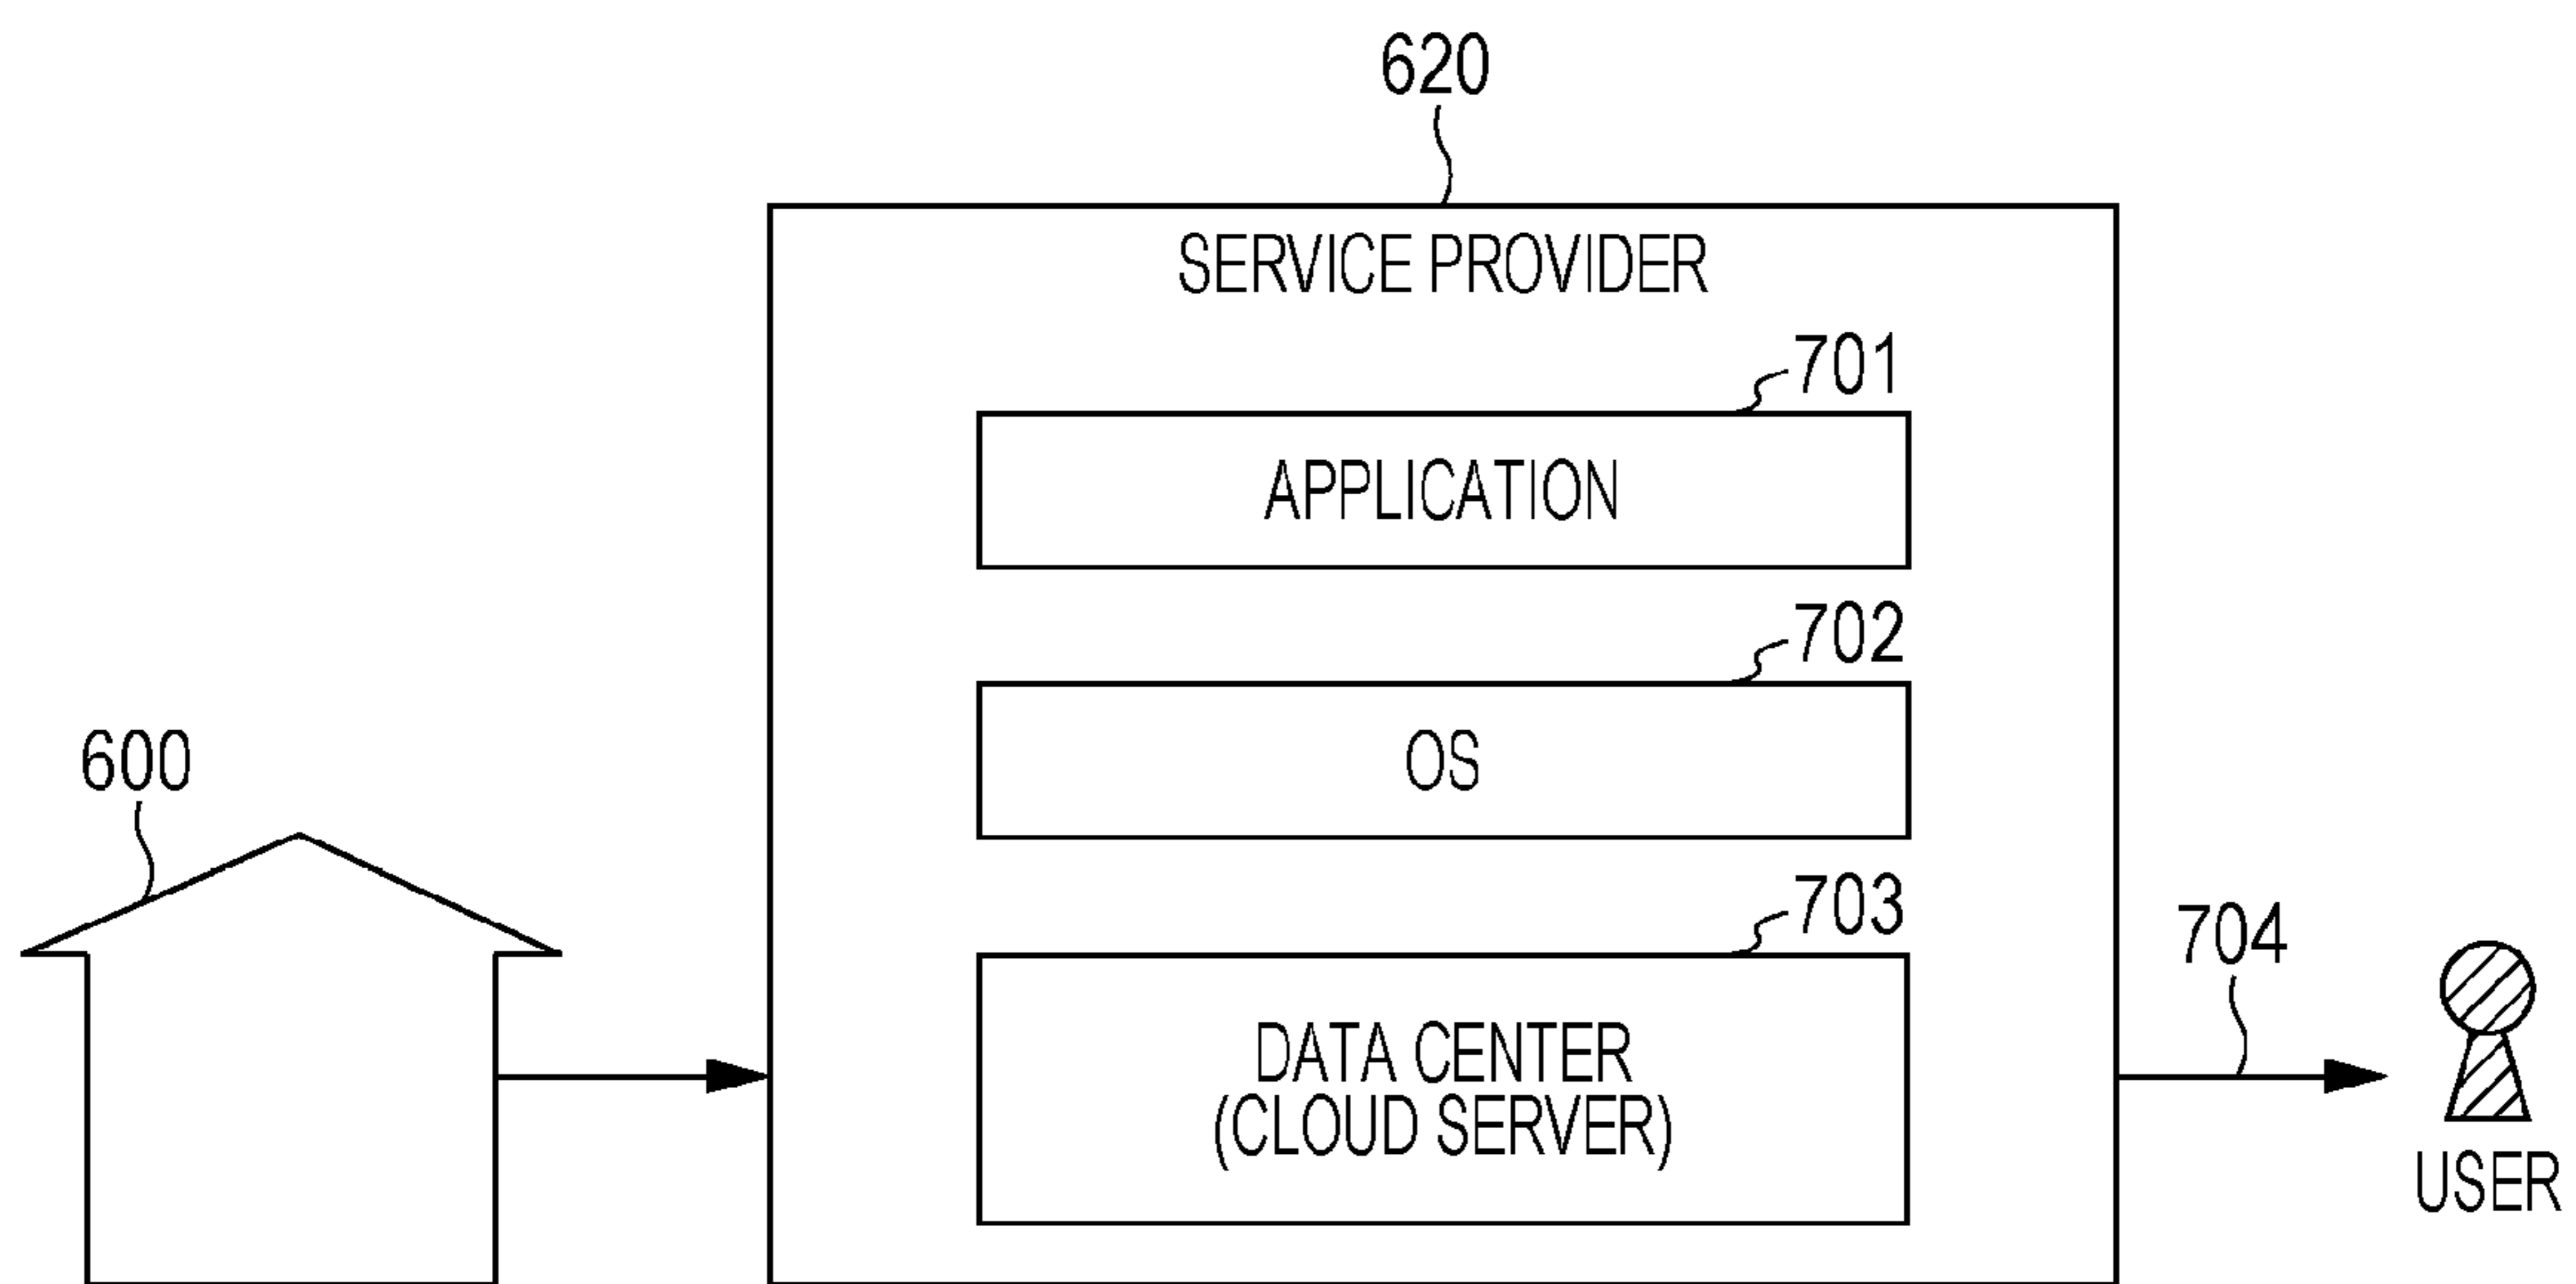 620
SERVICE PROVIDER
701
APPLICATION
702
OS
600
703
DATA CENTER
(CLOUD SERVER)
704
USER